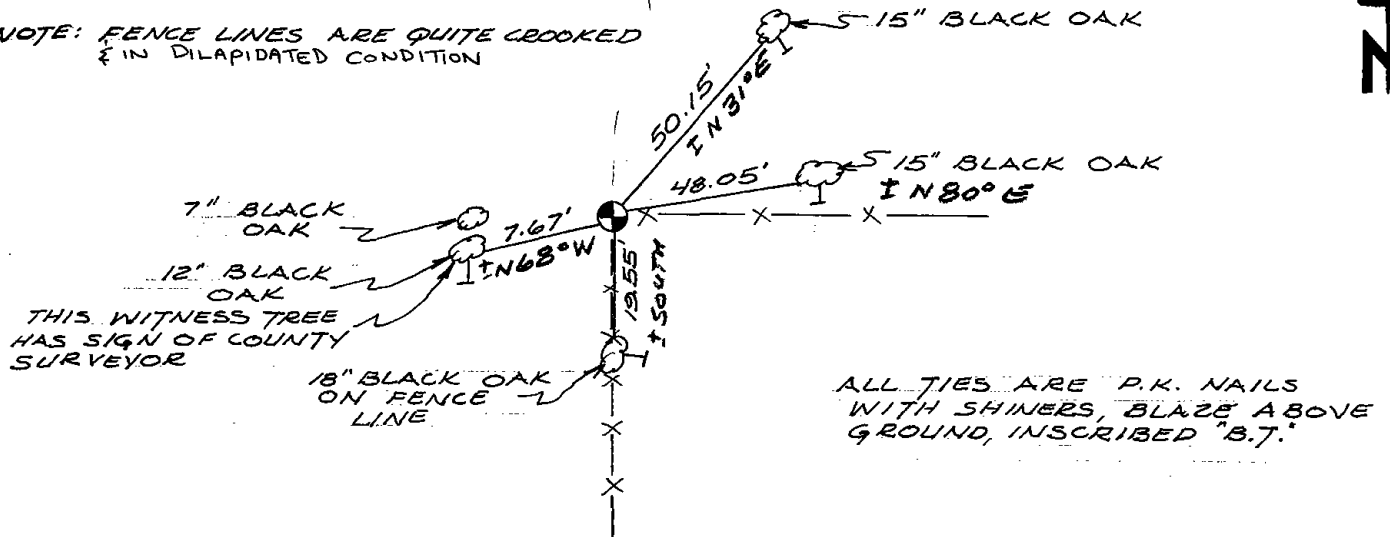 NOTE: FENCE LINES ARE QUITE CROOKED
& IN DILAPIDATED CONDITION
15" BLACK OAK
N
50.15'
± N 31° E
15" BLACK OAK
± N 80° E
48.05'
7" BLACK
OAK
7.67'
± N 68° W
12" BLACK
OAK
THIS WITNESS TREE
HAS SIGN OF COUNTY
SURVEYOR
19.55'
± SOUTH
18" BLACK OAK
ON FENCE
LINE
ALL TIES ARE P.K. NAILS
WITH SHINERS, BLAZE ABOVE
GROUND, INSCRIBED "B.T."